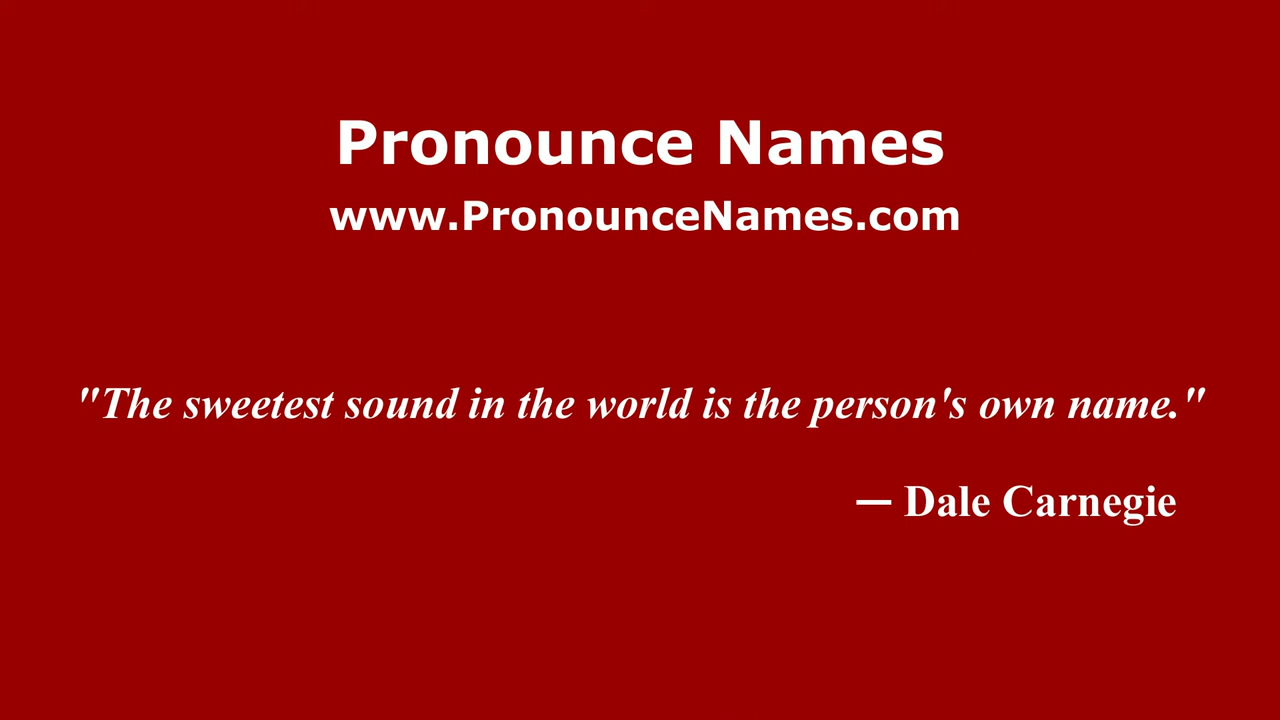 Pronounce Names
www.PronounceNames.com
"The sweetest sound in the world is the person's own name."
— Dale Carnegie